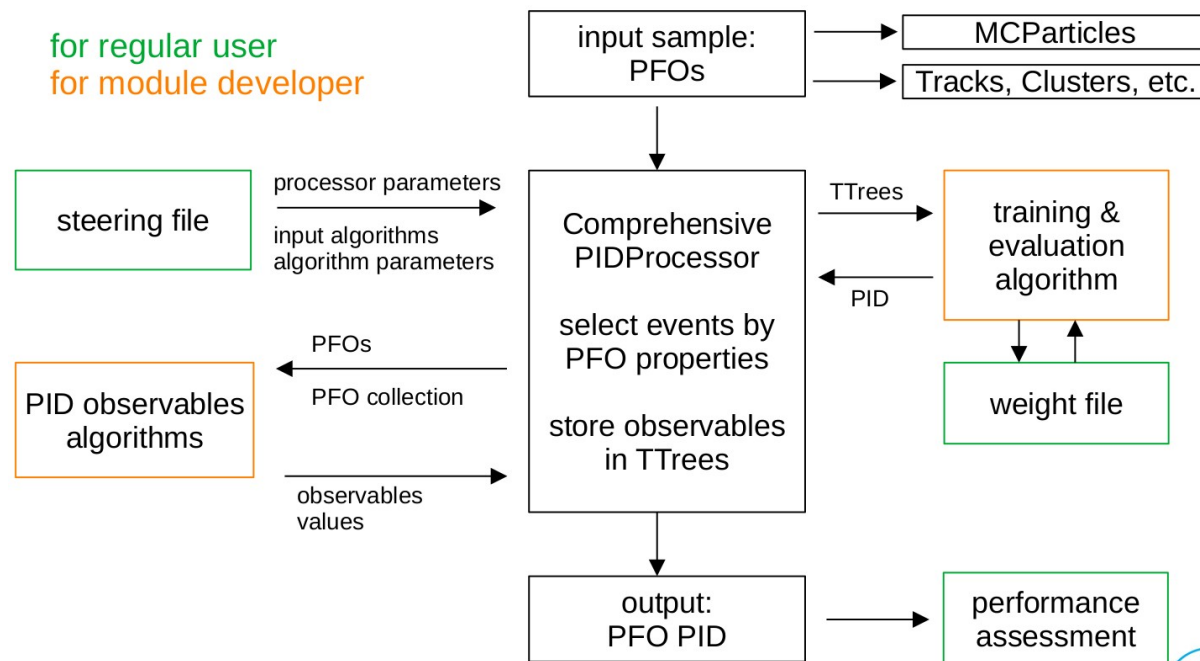 for regular user
for module developer
input sample:
PFOs
MCParticles
Tracks, Clusters, etc.
steering file
processor parameters
input algorithms
algorithm parameters
Comprehensive
PIDProcessor
select events by
PFO properties
store observables
in TTrees
TTrees
PID
training &
evaluation
algorithm
weight file
PFOs
PFO collection
PID observables
algorithms
observables
values
output:
PFO PID
performance
assessment